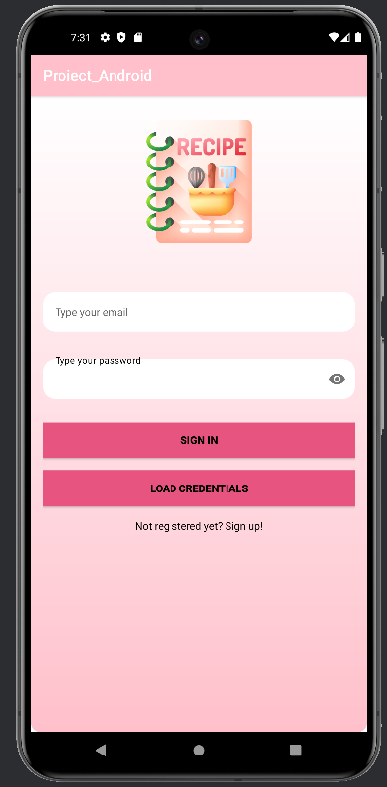 7:31
Proiect_Android
RECIPE
Type your email
Type your password
SIGN IN
LOAD CREDENTIALS
Not registered yet? Sign up!